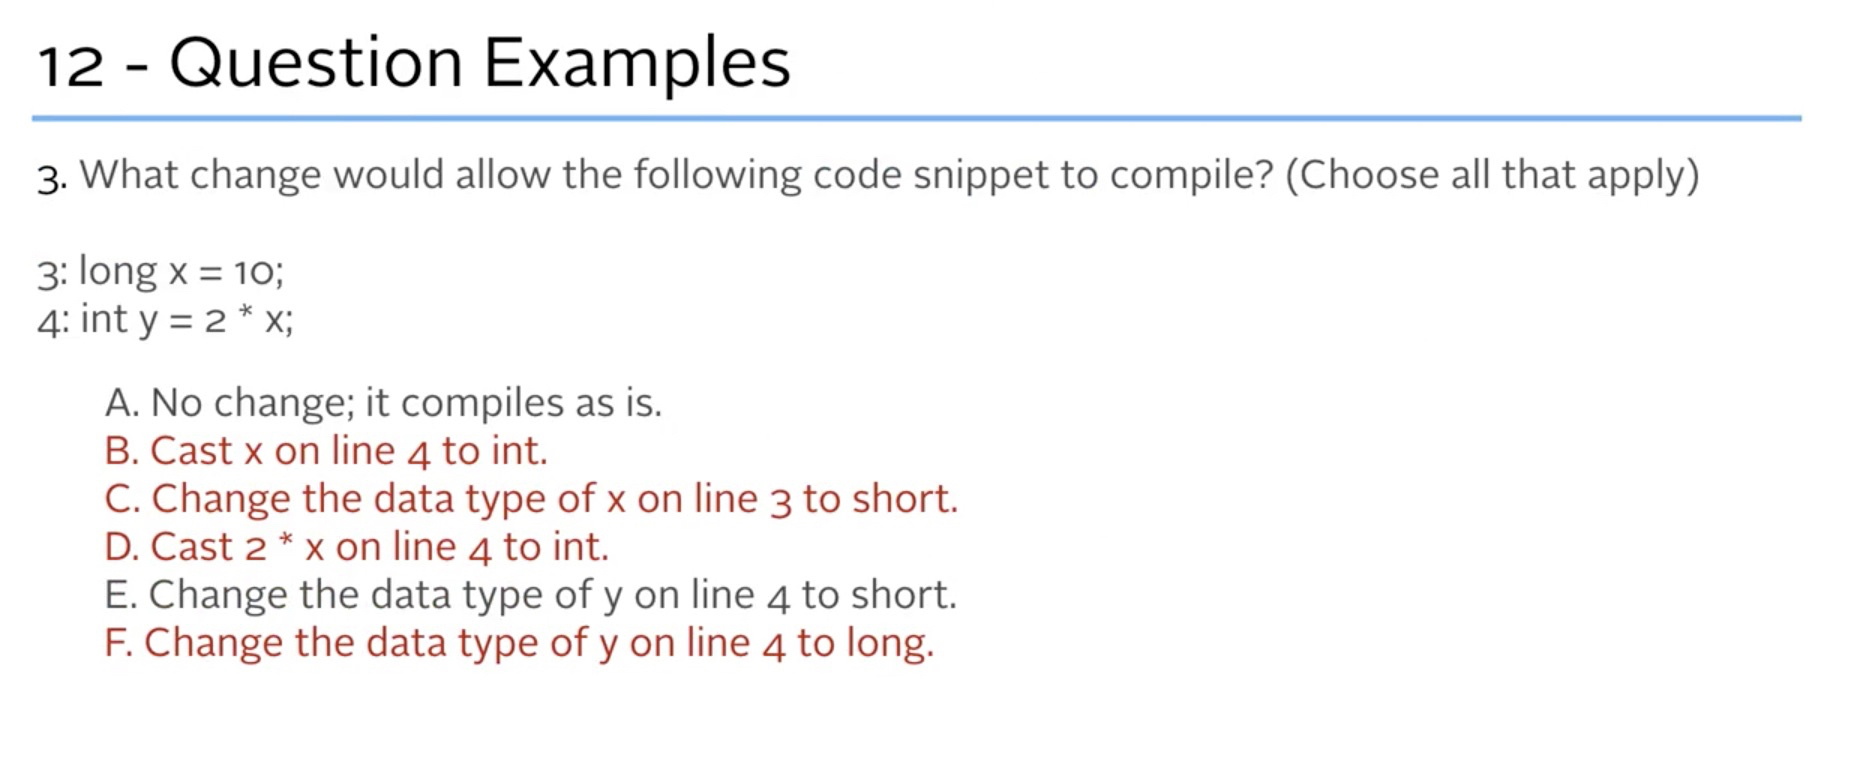 12 - Question Examples
3. What change would allow the following code snippet to compile? (Choose all that apply)
3: long x = 10;
4: int y = 2 * x;
A. No change; it compiles as is.
B. Cast x on line 4 to int.
C. Change the data type of x on line 3 to short.
D. Cast 2 * x on line 4 to int.
E. Change the data type of y on line 4 to short.
F. Change the data type of y on line 4 to long.